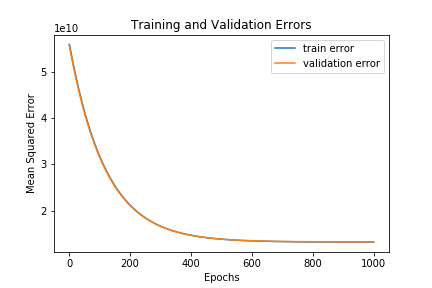 Training and Validation Errors
1e10
train error
validation error
5
4
3
2
Mean Squared Error
0
200
400
600
800
1000
Epochs